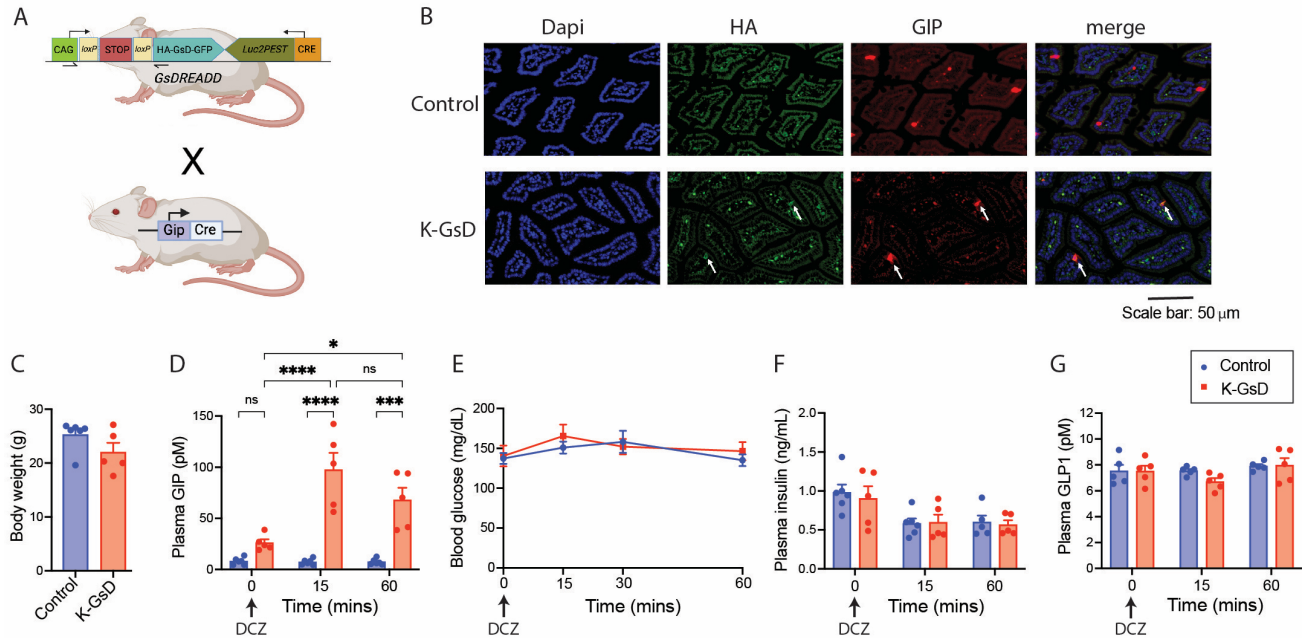 A
CAG loxP STOP loxP HA-GsD-GFP Luc2PEST CRE
GsDREADD
X
Gip Cre
B
Dapi HA GIP merge
Control
K-GsD
Scale bar: 50 μm
C
Body weight (g)
30
20
10
0
Control
K-GsD
D
*
**** ns
ns **** ***
Plasma GIP (pM)
150
100
50
0
0 15 60
Time (mins)
DCZ
E
Blood glucose (mg/dL)
200
150
100
50
0
0 15 30 60
Time (mins)
DCZ
F
Plasma insulin (ng/mL)
2.0
1.5
1.0
0.5
0.0
0 15 60
Time (mins)
DCZ
G
Control
K-GsD
Plasma GLP1 (pM)
12
10
8
6
4
2
0
0 15 60
Time (mins)
DCZ